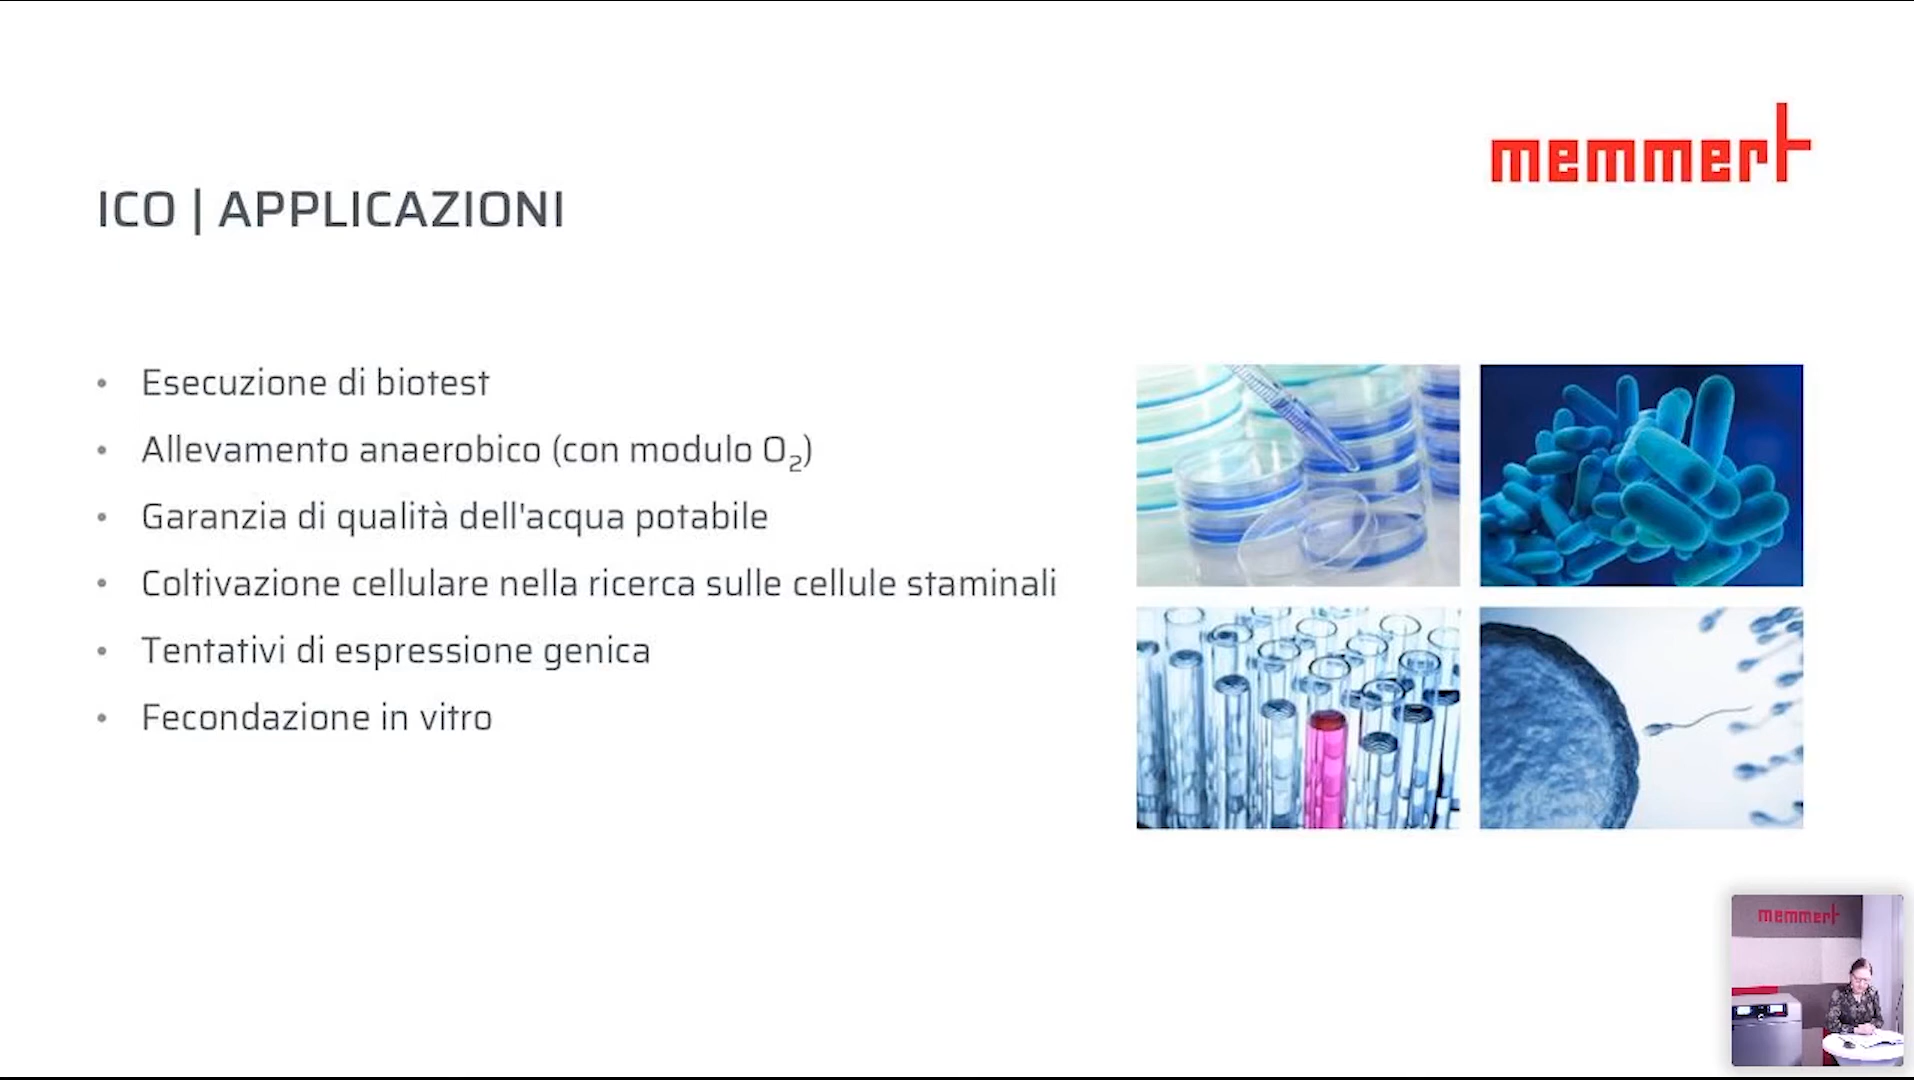 memmert
ICO | APPLICAZIONI
• Esecuzione di biotest
• Allevamento anaerobico (con modulo O₂)
• Garanzia di qualità dell'acqua potabile
• Coltivazione cellulare nella ricerca sulle cellule staminali
• Tentativi di espressione genica
• Fecondazione in vitro
memmert